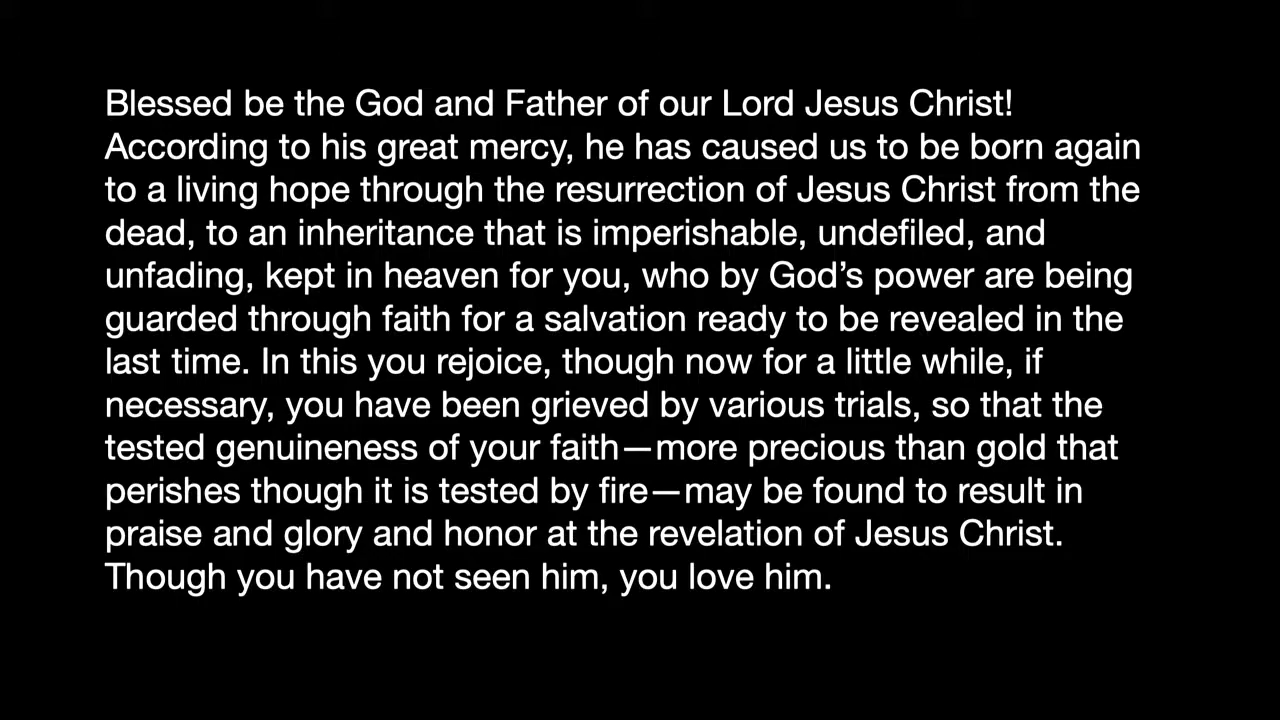 Blessed be the God and Father of our Lord Jesus Christ!
According to his great mercy, he has caused us to be born again
to a living hope through the resurrection of Jesus Christ from the
dead, to an inheritance that is imperishable, undefiled, and
unfading, kept in heaven for you, who by God’s power are being
guarded through faith for a salvation ready to be revealed in the
last time. In this you rejoice, though now for a little while, if
necessary, you have been grieved by various trials, so that the
tested genuineness of your faith—more precious than gold that
perishes though it is tested by fire—may be found to result in
praise and glory and honor at the revelation of Jesus Christ.
Though you have not seen him, you love him.